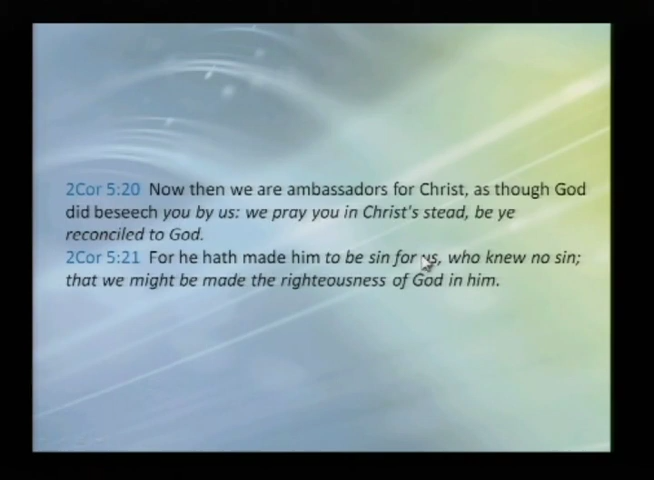 2Cor 5:20 Now then we are ambassadors for Christ, as though God
did beseech you by us: we pray you in Christ's stead, be ye
reconciled to God.
2Cor 5:21 For he hath made him to be sin for us, who knew no sin;
that we might be made the righteousness of God in him.